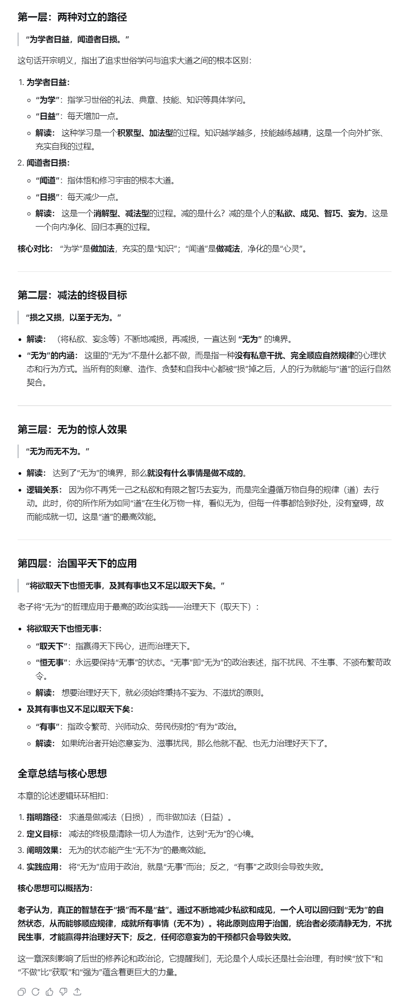 第一层：两种对立的路径
“为学者日益，闻道者日损。”
这句话开宗明义，指出了追求世俗学问与追求大道之间的根本区别：
1. 为学者日益：
“为学”：指学习世俗的礼法、典章、技能、知识等具体学问。
“日益”：每天增加一点。
解读： 这种学习是一个积累型、加法型的过程。知识越学越多，技能越练越精，这是一个向外扩张、
充实自我的过程。
2. 闻道者日损：
“闻道”：指体悟和修习宇宙的根本大道。
“日损”：每天减少一点。
解读： 这是一个消解型、减法型的过程。减的是什么？减的是个人的私欲、成见、智巧、妄为。这是
一个向内净化、回归本真的过程。
核心对比： “为学”是做加法，充实的是“知识”；“闻道”是做减法，净化的是“心灵”。
第二层：减法的终极目标
“损之又损，以至于无为。”
解读： （将私欲、妄念等）不断地减损，再减损，一直达到 “无为” 的境界。
“无为”的内涵： 这里的“无为”不是什么都不做，而是指一种没有私意干扰、完全顺应自然规律的心理状
态和行为方式。当所有的刻意、造作、贪婪和自我中心都被“损”掉之后，人的行为就能与“道”的运行自然
契合。
第三层：无为的惊人效果
“无为而无不为。”
解读： 达到了“无为”的境界，那么就没有什么事情是做不成的。
逻辑关系： 因为你不再凭一己之私欲和有限之智巧去妄为，而是完全遵循万物自身的规律（道）去行
动。此时，你的所作所为如同“道”在生化万物一样，看似无为，但每一件事都恰到好处，没有窒碍，故
而能成就一切。这是“道”的最高效能。
第四层：治国平天下的应用
“将欲取天下也恒无事，及其有事也又不足以取天下矣。”
老子将“无为”的哲理应用于最高的政治实践——治理天下（取天下）：
将欲取天下也恒无事：
“取天下”：指赢得天下民心，进而治理天下。
“恒无事”：永远要保持“无事”的状态。“无事”即“无为”的政治表述，指不扰民、不生事、不颁布繁苛政
令。
解读： 想要治理好天下，就必须始终秉持不妄为、不滋扰的原则。
及其有事也又不足以取天下矣：
“有事”：指政令繁苛、兴师动众、劳民伤财的“有为”政治。
解读： 如果统治者开始恣意妄为、滋事扰民，那么他就不配、也无力治理好天下了。
全章总结与核心思想
本章的论述逻辑环环相扣：
1. 指明路径： 求道是做减法（日损），而非做加法（日益）。
2. 定义目标： 减法的终极是清除一切人为造作，达到“无为”的心境。
3. 阐明效果： 无为的状态能产生“无不为”的最高效能。
4. 实践应用： 将“无为”应用于政治，就是“无事”而治；反之，“有事”之政则会导致失败。
核心思想可以概括为：
老子认为，真正的智慧在于“损”而不是“益”。通过不断地减少私欲和成见，一个人可以回归到“无为”的自
然状态，从而能够顺应规律，成就所有事情（无不为）。将此原则应用于治国，统治者必须清静无为，不扰
民生事，才能赢得并治理好天下；反之，任何恣意妄为的干预都只会导致失败。
这一章深刻影响了后世的修养论和政治论，它提醒我们，无论是个人成长还是社会治理，有时候“放下”和
“不做”比“获取”和“强为”蕴含着更巨大的力量。